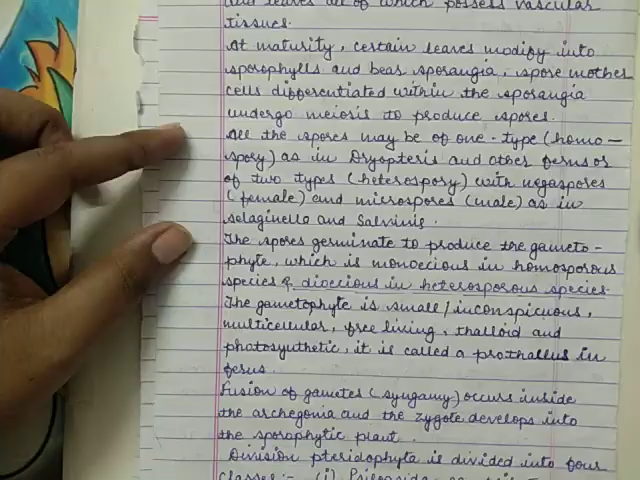 and leaves all of which possess vascular
tissues.
At maturity, certain leaves modify into
sporophylls and bear sporangia, spore mother
cells differentiated within the sporangia
undergo meiosis to produce spores.
All the spores may be of one - type (homo -
spory) as in Dryopteris and other ferns or
of two types (heterospory) with megaspores
(female) and microspores (male) as in
Selaginella and Salvinis.
The spores germinate to produce the gameto -
phyte, which is monoecious in homosporous
species & dioecious in heterosporous species.
The gametophyte is small / inconspicuous,
multicellular, free living, thalloid and
photosynthetic, it is called a prothallus in
ferns.
Fusion of gametes (syngamy) occurs inside
the archegonia and the zygote develops into
the sporophytic plant.
Division pteridophyta is divided into four
classes :- (i) Psilopsida